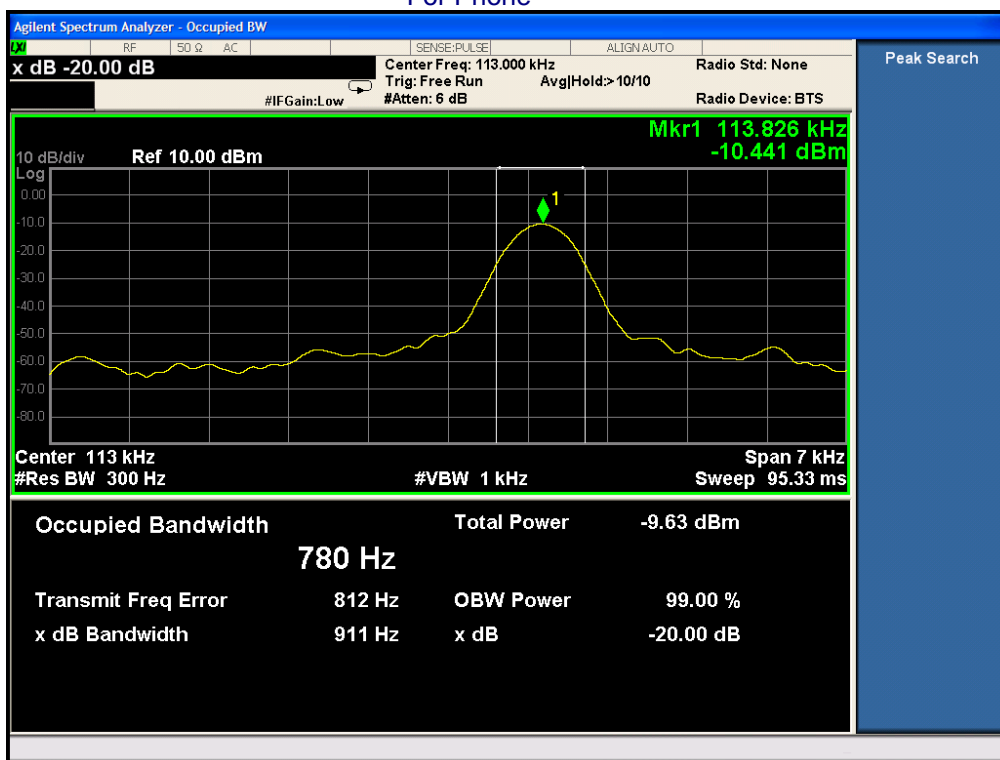 For Phone
Agilent Spectrum Analyzer - Occupied BW
LXI RF 50 Ω AC SENSE:PULSE ALIGN AUTO
x dB -20.00 dB
Center Freq: 113.000 kHz Radio Std: None
Trig: Free Run Avg|Hold:>10/10
#IFGain:Low #Atten: 6 dB Radio Device: BTS
Peak Search
Mkr1 113.826 kHz
-10.441 dBm
10 dB/div Ref 10.00 dBm
Log
0.00
-10.0
-20.0
-30.0
-40.0
-50.0
-60.0
-70.0
-80.0
1
Center 113 kHz Span 7 kHz
#Res BW 300 Hz #VBW 1 kHz Sweep 95.33 ms
Occupied Bandwidth Total Power -9.63 dBm
780 Hz
Transmit Freq Error 812 Hz OBW Power 99.00 %
x dB Bandwidth 911 Hz x dB -20.00 dB